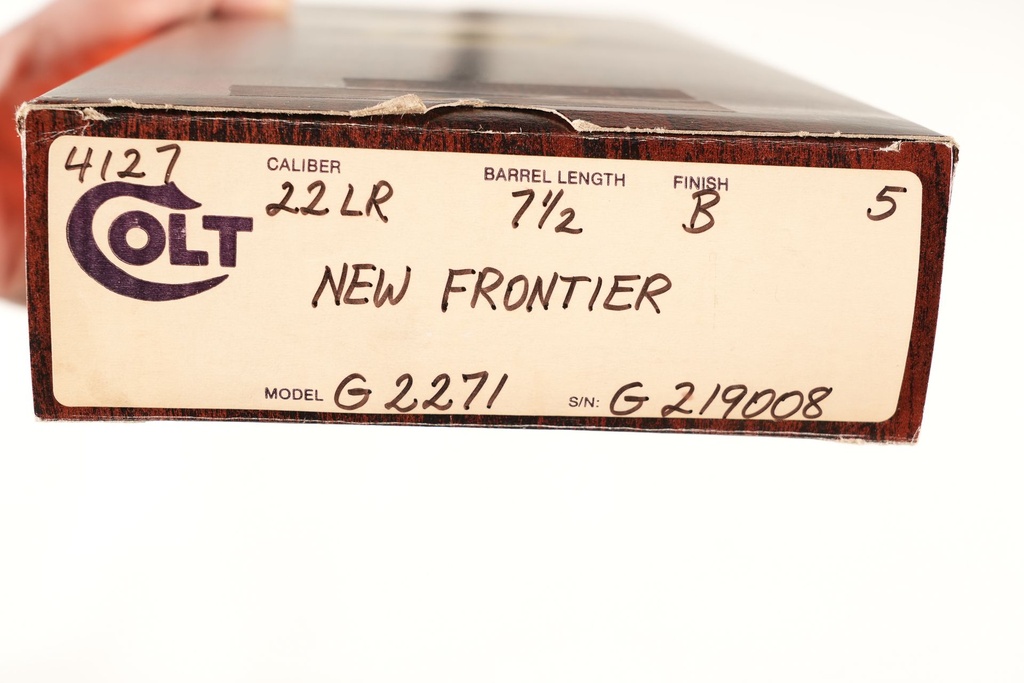 4127
COLT
CALIBER BARREL LENGTH FINISH
22 LR 7 1/2 B 5
NEW FRONTIER
MODEL G 2271 S/N: G 219008